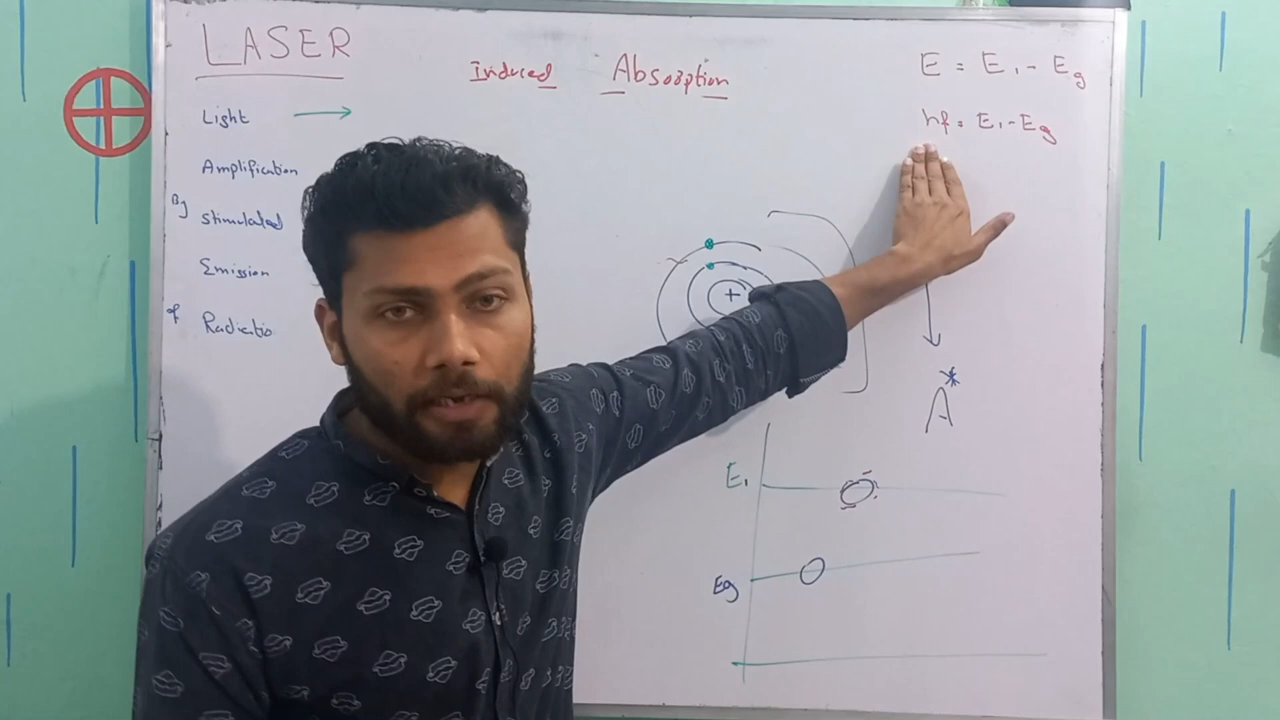 LASER
Induced Absorption
E = E₁ - Eg
hf = E₁ - Eg
Light
Amplification
By
Stimulated
Emission
of
Radiatio
+
A*
E₁
Eg